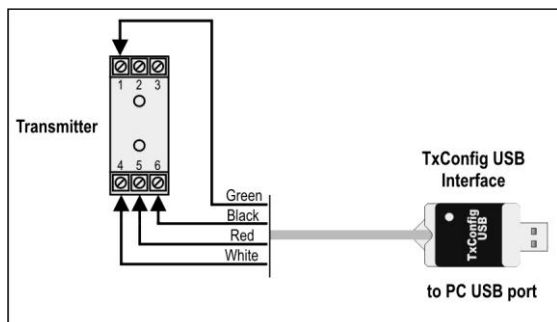 1 2 3
Transmitter
4 5 6
Green
Black
Red
White
TxConfig USB
Interface
TxConfig
USB
to PC USB port